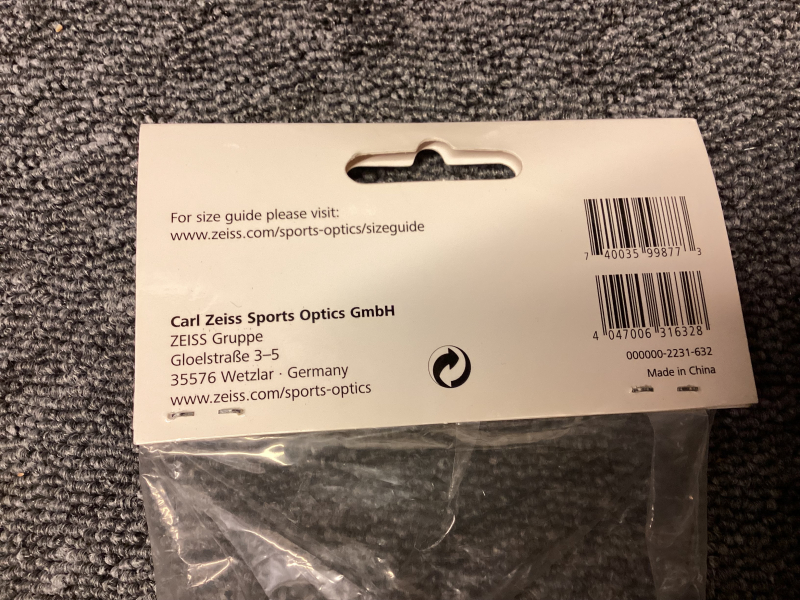 For size guide please visit:
www.zeiss.com/sports-optics/sizeguide
Carl Zeiss Sports Optics GmbH
ZEISS Gruppe
Gloelstraße 3–5
35576 Wetzlar · Germany
www.zeiss.com/sports-optics
7 40035 99877 3
4 047006 316328
000000-2231-632
Made in China